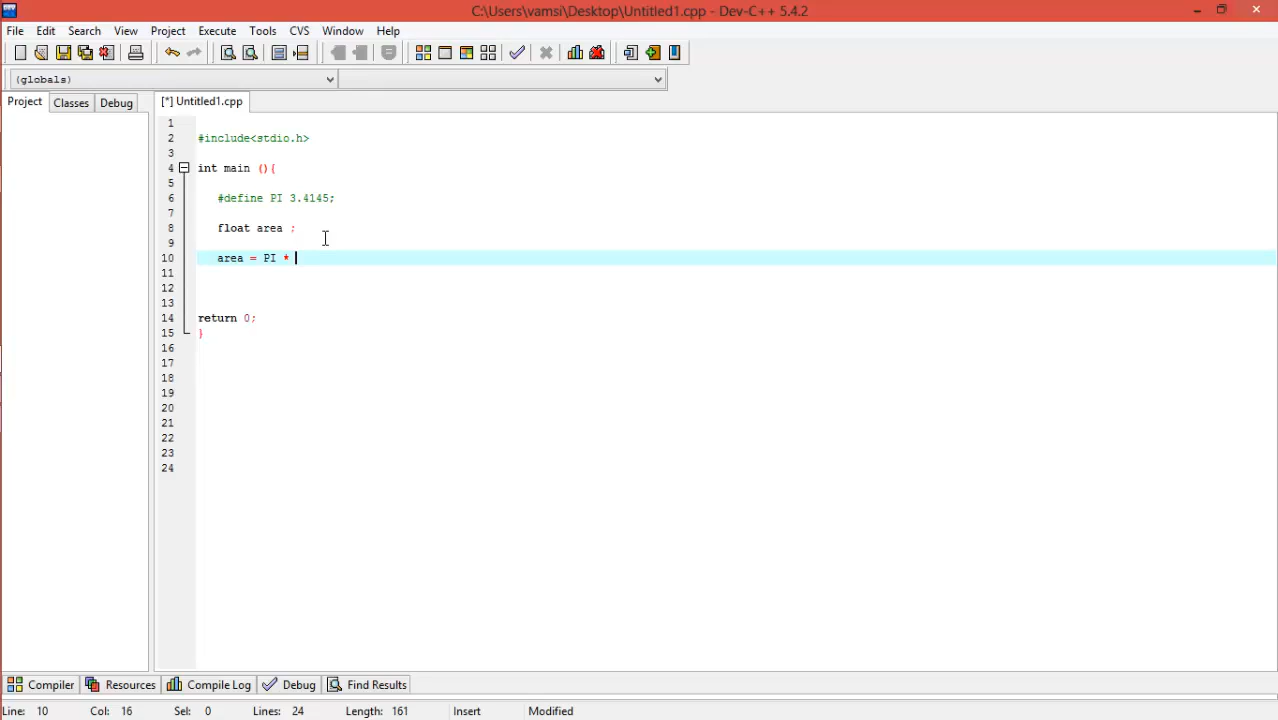 C:\Users\vamsi\Desktop\Untitled1.cpp - Dev-C++ 5.4.2
File Edit Search View Project Execute Tools CVS Window Help
(globals)
Project Classes Debug [*] Untitled1.cpp
1
2 #include<stdio.h>
3
4 int main (){
5
6 #define PI 3.4145;
7
8 float area ;
9
10 area = PI *
11
12
13
14 return 0;
15 }
16
17
18
19
20
21
22
23
24
Compiler Resources Compile Log Debug Find Results
Line: 10 Col: 16 Sel: 0 Lines: 24 Length: 161 Insert Modified